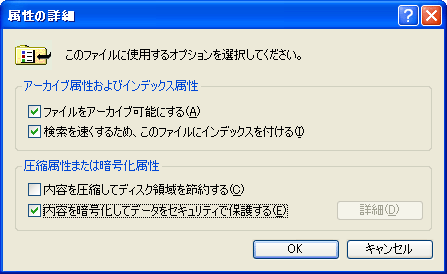 属性の詳細
このファイルに使用するオプションを選択してください。
アーカイブ属性およびインデックス属性
ファイルをアーカイブ可能にする(A)
検索を速くするため、このファイルにインデックスを付ける(I)
圧縮属性または暗号化属性
内容を圧縮してディスク領域を節約する(C)
内容を暗号化してデータをセキュリティで保護する(E)
詳細(D)
OK
キャンセル